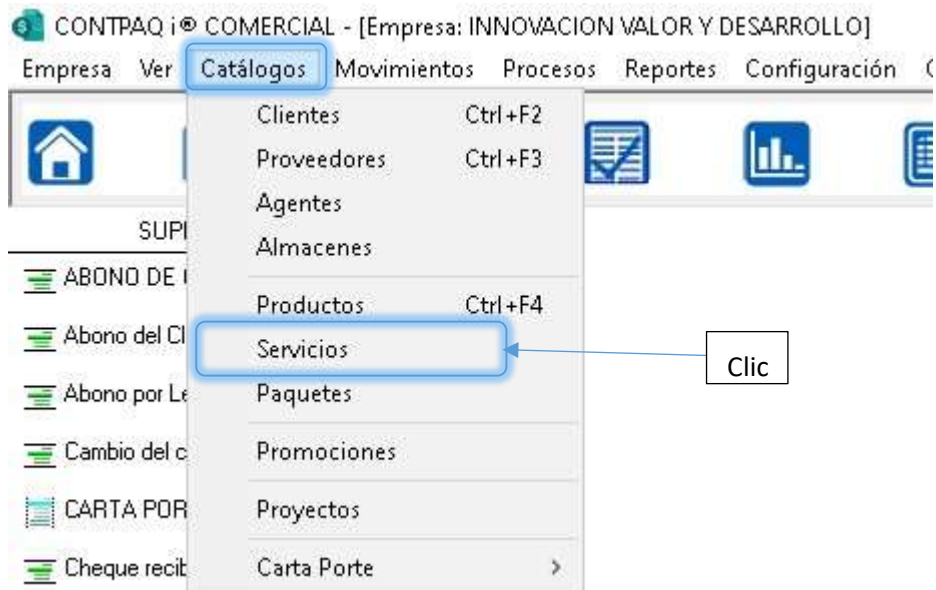 CONTPAQ i® COMERCIAL - [Empresa: INNOVACION VALOR Y DESARROLLO]
Empresa Ver Catálogos Movimientos Procesos Reportes Configuración
Clientes Ctrl+F2
Proveedores Ctrl+F3
Agentes
Almacenes
Productos Ctrl+F4
Servicios
Paquetes
Promociones
Proyectos
Carta Porte >
SUP
ABONO DE
Abono del Cl
Abono por Le
Cambio del c
CARTA POR
Cheque recib
Clic